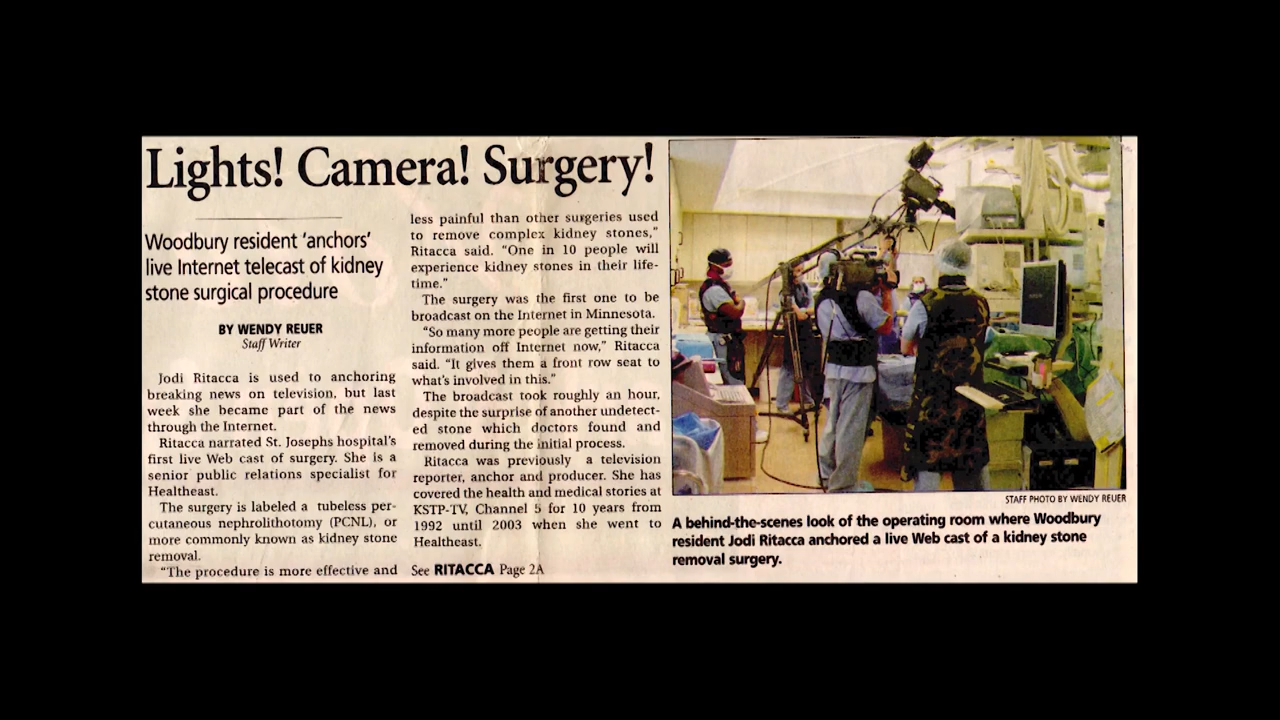 Lights! Camera! Surgery!
Woodbury resident 'anchors'
live Internet telecast of kidney
stone surgical procedure
BY WENDY REUER
Staff Writer
Jodi Ritacca is used to anchoring
breaking news on television, but last
week she became part of the news
through the Internet.
Ritacca narrated St. Josephs hospital's
first live Web cast of surgery. She is a
senior public relations specialist for
Healtheast.
The surgery is labeled a tubeless per-
cutaneous nephrolithotomy (PCNL), or
more commonly known as kidney stone
removal.
"The procedure is more effective and
less painful than other surgeries used
to remove complex kidney stones,"
Ritacca said. "One in 10 people will
experience kidney stones in their life-
time."
The surgery was the first one to be
broadcast on the Internet in Minnesota.
"So many more people are getting their
information off Internet now," Ritacca
said. "It gives them a front row seat to
what's involved in this."
The broadcast took roughly an hour,
despite the surprise of another undetect-
ed stone which doctors found and
removed during the initial process.
Ritacca was previously a television
reporter, anchor and producer. She has
covered the health and medical stories at
KSTP-TV, Channel 5 for 10 years from
1992 until 2003 when she went to
Healtheast.
See RITACCA Page 2A
STAFF PHOTO BY WENDY REUER
A behind-the-scenes look of the operating room where Woodbury
resident Jodi Ritacca anchored a live Web cast of a kidney stone
removal surgery.